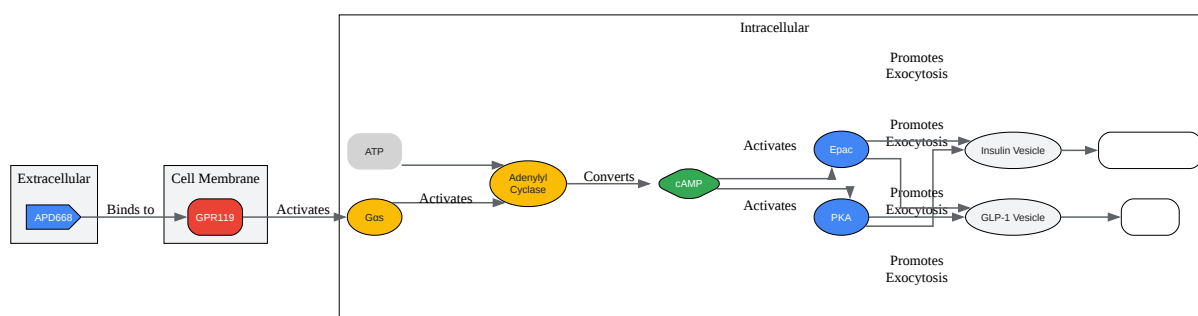 Intracellular
Promotes
Exocytosis
Extracellular
APD668
Binds to
Cell Membrane
GPR119
Activates
ATP
Gαs
Activates
Adenylyl
Cyclase
Converts
cAMP
Activates
Activates
Epac
PKA
Promotes
Exocytosis
Promotes
Exocytosis
Insulin Vesicle
GLP-1 Vesicle
Promotes
Exocytosis